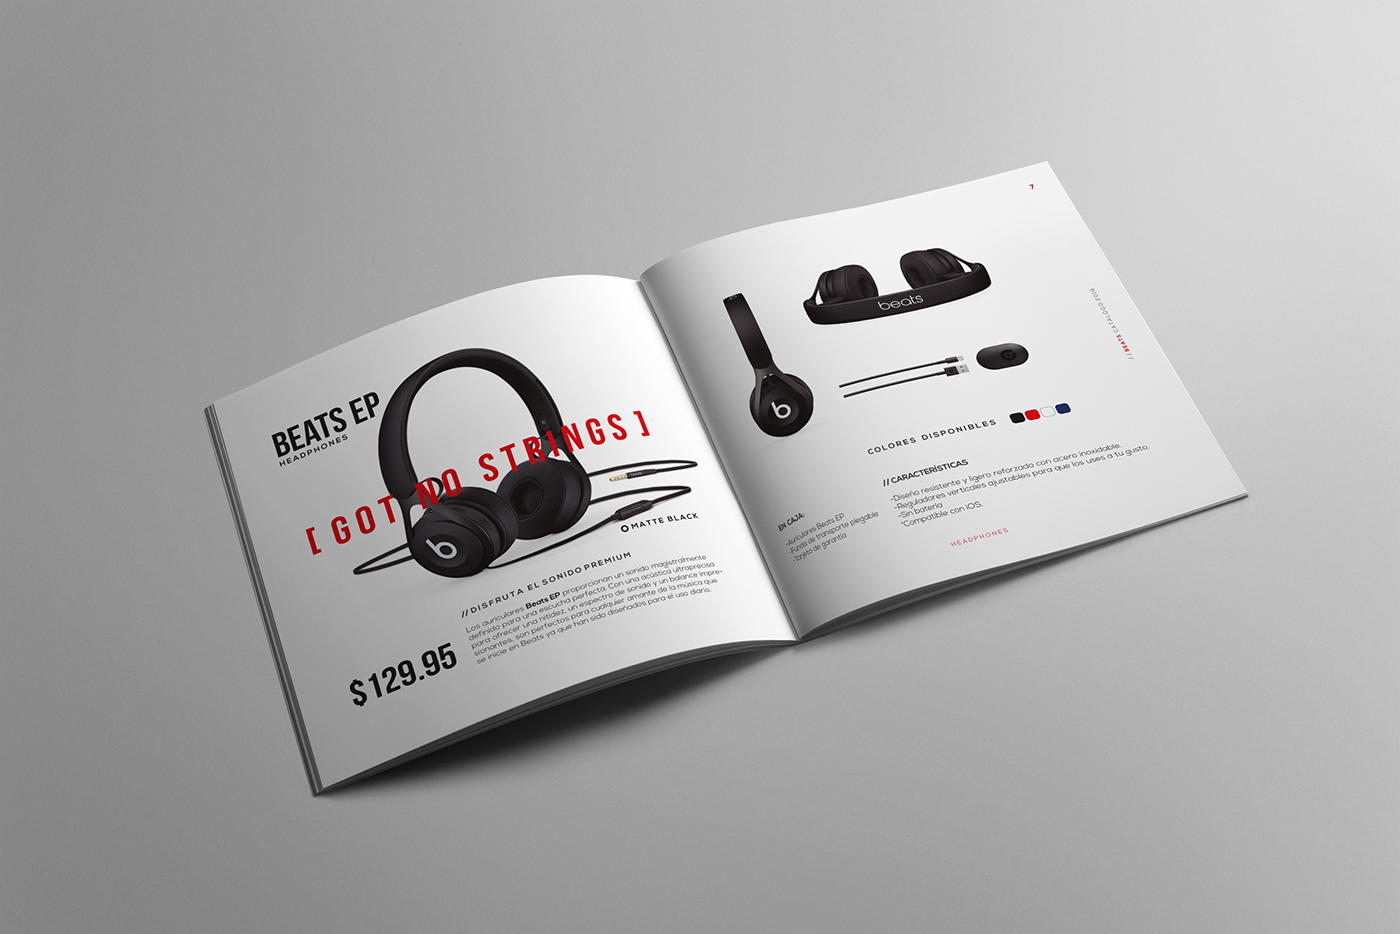 BEATS EP
HEADPHONES
[ GOT NO STRINGS ]
MATTE BLACK
// DISFRUTA EL SONIDO PREMIUM
Los auriculares Beats EP proporcionan un sonido magistralmente
definido para una escucha perfecta. Con una acústica ultraprecisa
para ofrecer una nitidez, un espectro de sonido y un balance impre-
sionantes, son perfectos para cualquier amante de la música que
se inicie en Beats ya que han sido diseñados para el uso diario.
$129.95
7
beats
// BEATS CATALOGO 2018
COLORES DISPONIBLES
// CARACTERÍSTICAS
-Diseño resistente y ligero reforzado con acero inoxidable.
-Reguladores verticales ajustables para que los uses a tu gusto.
-Sin batería
*Compatible con iOS.
EN CAJA:
-Auriculares Beats EP
-Funda de transporte plegable
-Tarjeta de garantía
HEADPHONES